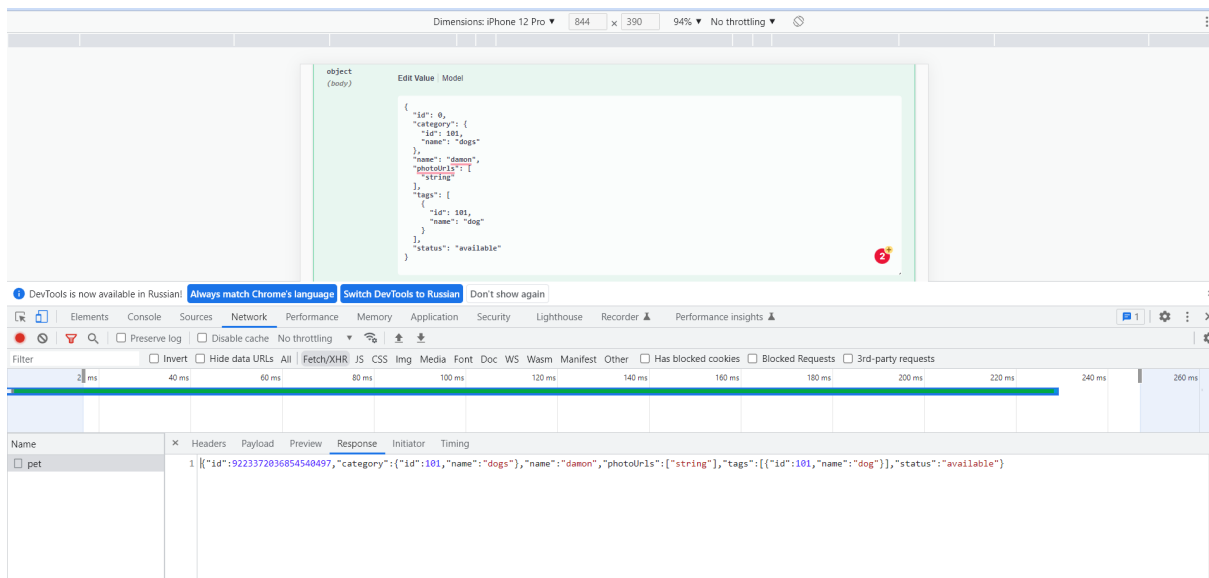 Dimensions: iPhone 12 Pro ▼ 844 × 390 94% ▼ No throttling ▼
object
(body)
Edit Value | Model
{
"id": 0,
"category": {
"id": 101,
"name": "dogs"
},
"name": "damon",
"photoUrls": [
"string"
],
"tags": [
{
"id": 101,
"name": "dog"
}
],
"status": "available"
}
2
DevTools is now available in Russian! Always match Chrome's language Switch DevTools to Russian Don't show again
Elements Console Sources Network Performance Memory Application Security Lighthouse Recorder Performance insights 1
Preserve log Disable cache No throttling ▼
Filter Invert Hide data URLs All Fetch/XHR JS CSS Img Media Font Doc WS Wasm Manifest Other Has blocked cookies Blocked Requests 3rd-party requests
40 ms 60 ms 80 ms 100 ms 120 ms 140 ms 160 ms 180 ms 200 ms 220 ms 240 ms 260 ms
Name × Headers Payload Preview Response Initiator Timing
pet 1 {"id":9223372036854540497,"category":{"id":101,"name":"dogs"},"name":"damon","photoUrls":["string"],"tags":[{"id":101,"name":"dog"}],"status":"available"}